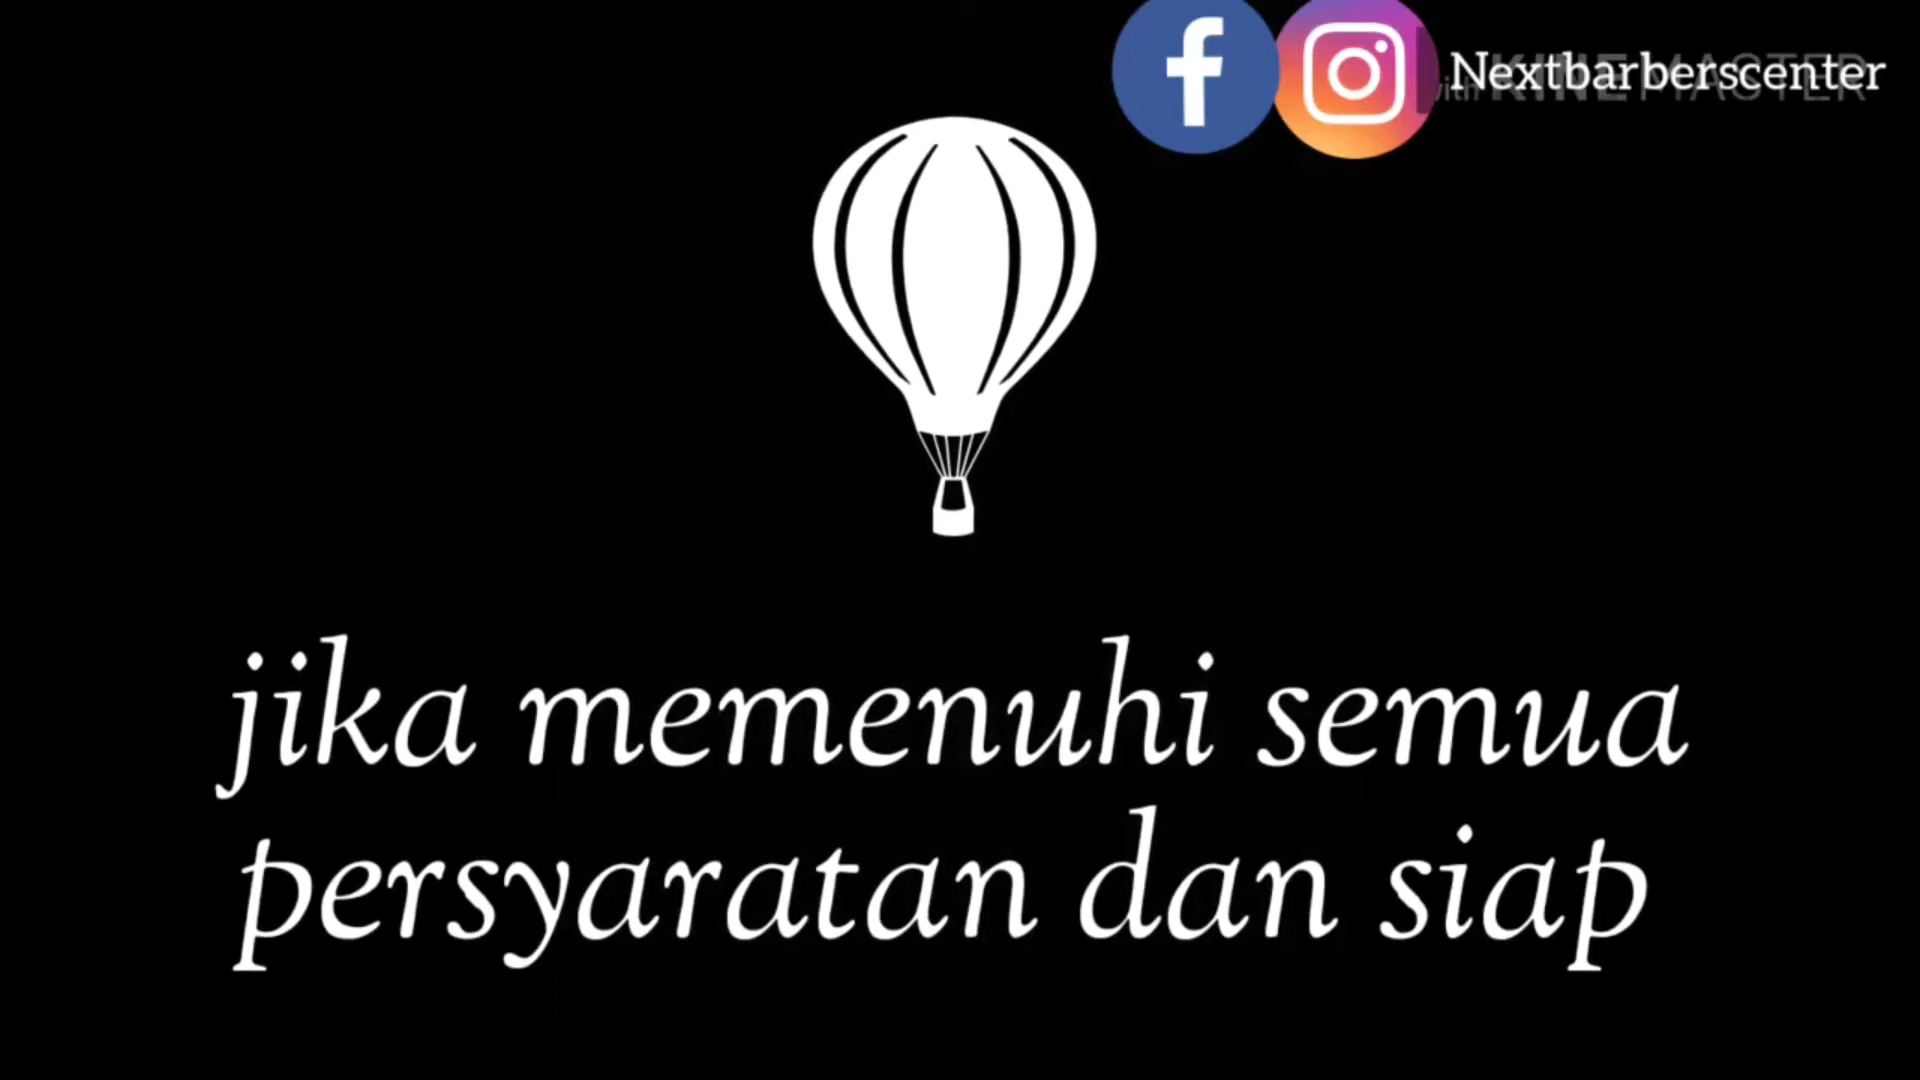 Nextbarberscenter
jika memenuhi semua
persyaratan dan siap